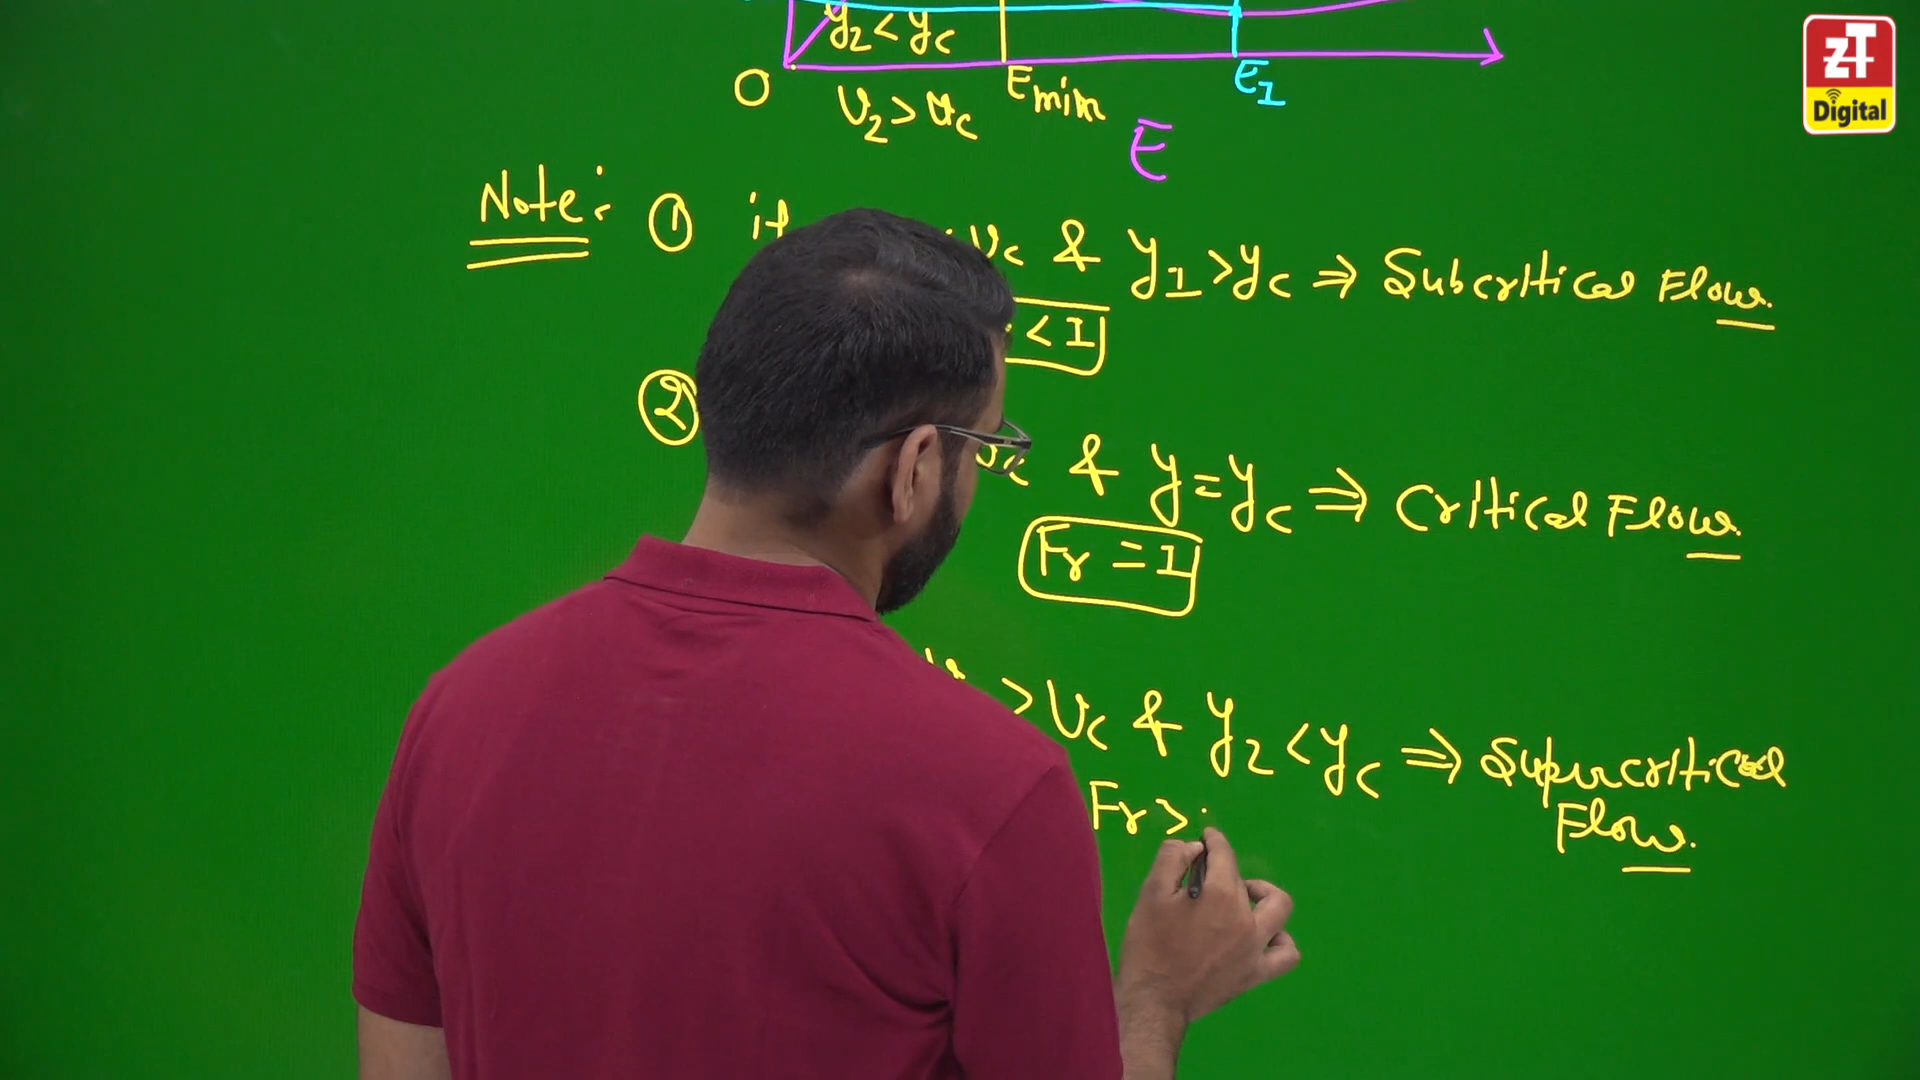 y₂ < yc
O Emin E₁
V₂ > Vc
E
Note: ① if Vc & y₁ > yc ⇒ Subcritical Flow.
< 1
② Vc & y = yc ⇒ Critical Flow.
Fr = 1
> Vc & y₂ < yc ⇒ Supercritical
Flow.
Fr >
ZT
Digital